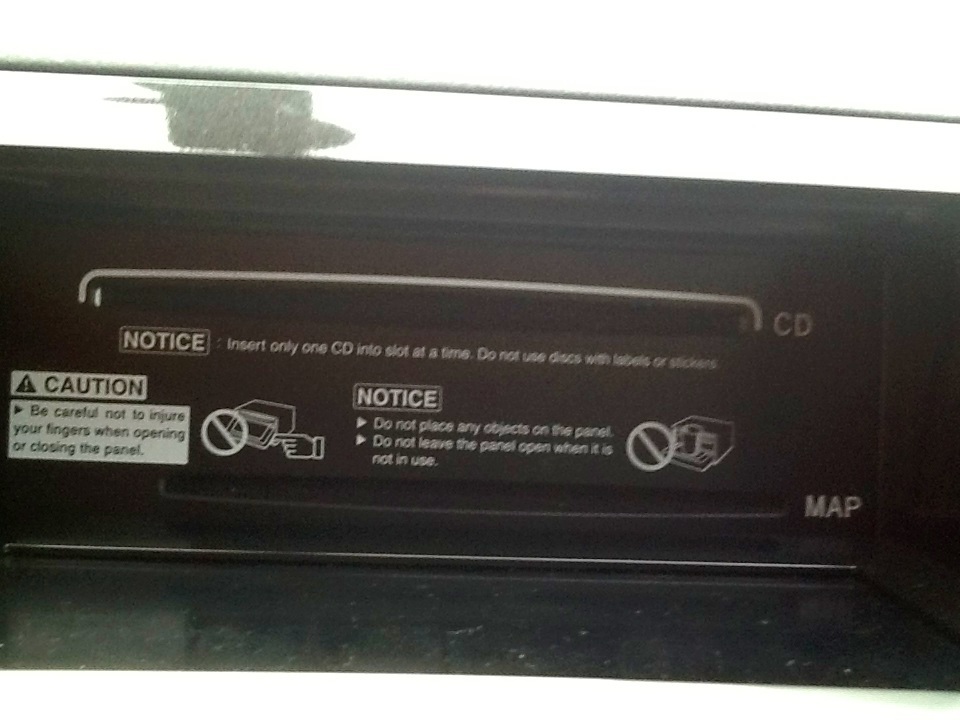 CD
NOTICE : Insert only one CD into slot at a time. Do not use discs with labels or stickers.
⚠ CAUTION
▶ Be careful not to injure
your fingers when opening
or closing the panel.
NOTICE
▶ Do not place any objects on the panel.
▶ Do not leave the panel open when it is
not in use.
MAP